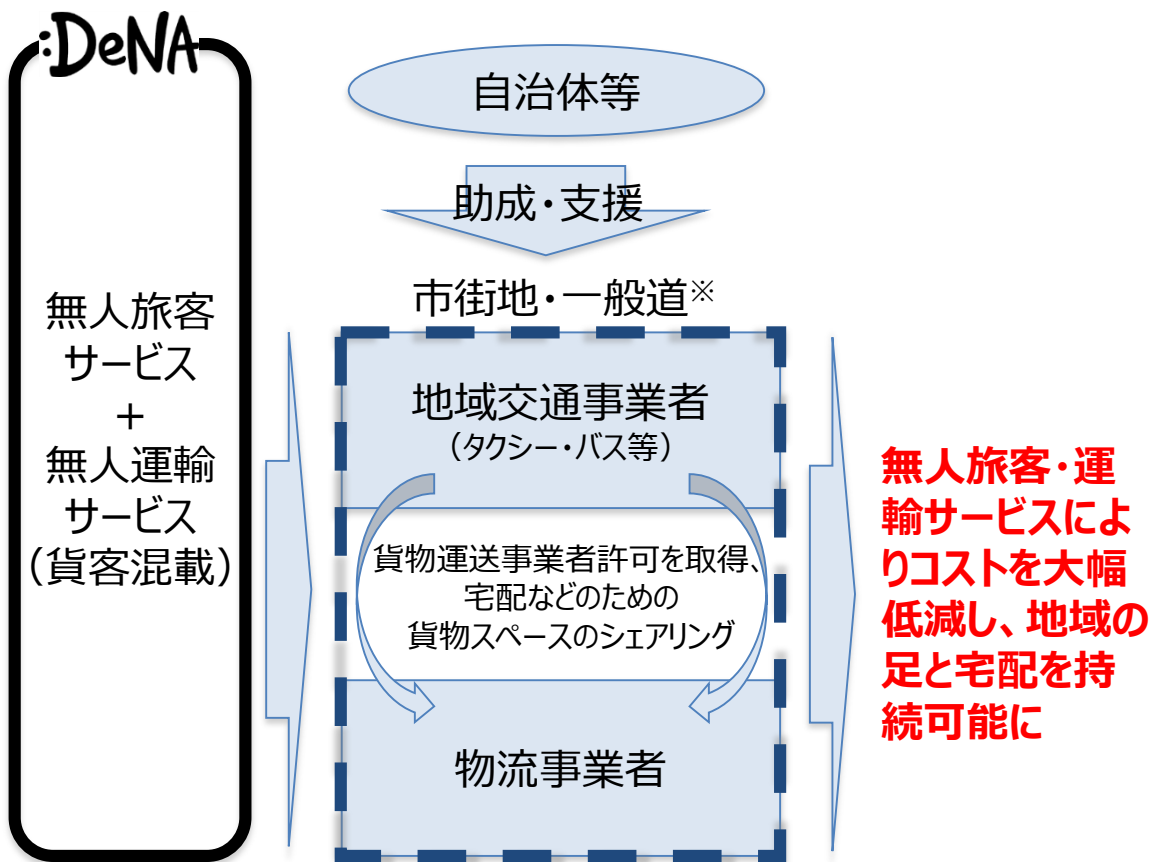 :DeNA
無人旅客
サービス
+
無人運輸
サービス
（貨客混載）
自治体等
助成・支援
市街地・一般道※
地域交通事業者
（タクシー・バス等）
貨物運送事業者許可を取得、
宅配などのための
貨物スペースのシェアリング
物流事業者
無人旅客・運
輸サービスによ
りコストを大幅
低減し、地域の
足と宅配を持
続可能に